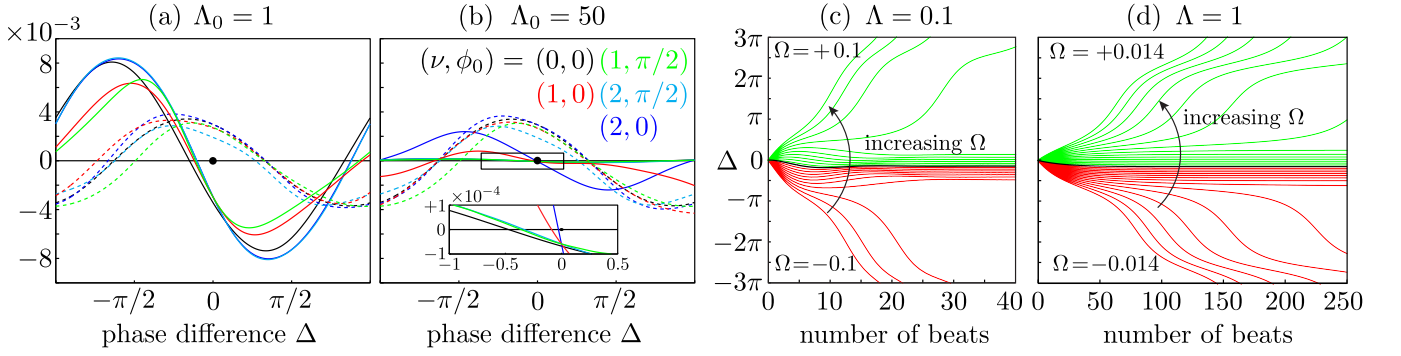 (a) Λ₀ = 1
×10⁻³
8
4
0
−4
−8
−π/2 0 π/2
phase difference Δ
(b) Λ₀ = 50
(ν, ϕ₀) = (0, 0) (1, π/2)
(1, 0) (2, π/2)
(2, 0)
×10⁻⁴
+1
0
−1
−1 −0.5 0 0.5
−π/2 0 π/2
phase difference Δ
(c) Λ = 0.1
3π
2π
π
Δ 0
−π
−2π
−3π
Ω=+0.1
increasing Ω
Ω=−0.1
0 10 20 30 40
number of beats
(d) Λ = 1
Ω = +0.014
increasing Ω
Ω=−0.014
0 50 100 150 200 250
number of beats